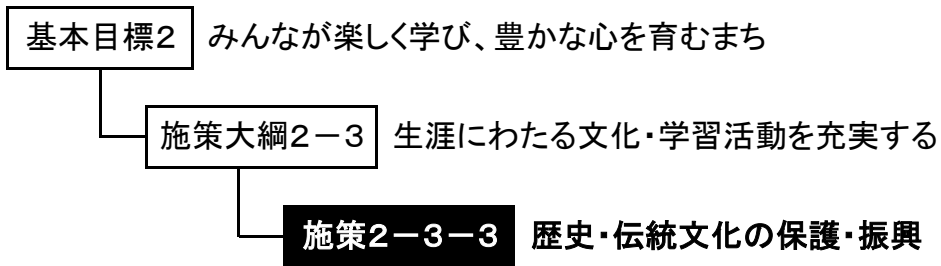 基本目標2 みんなが楽しく学び、豊かな心を育むまち
施策大綱2－3 生涯にわたる文化・学習活動を充実する
施策2－3－3 歴史・伝統文化の保護・振興